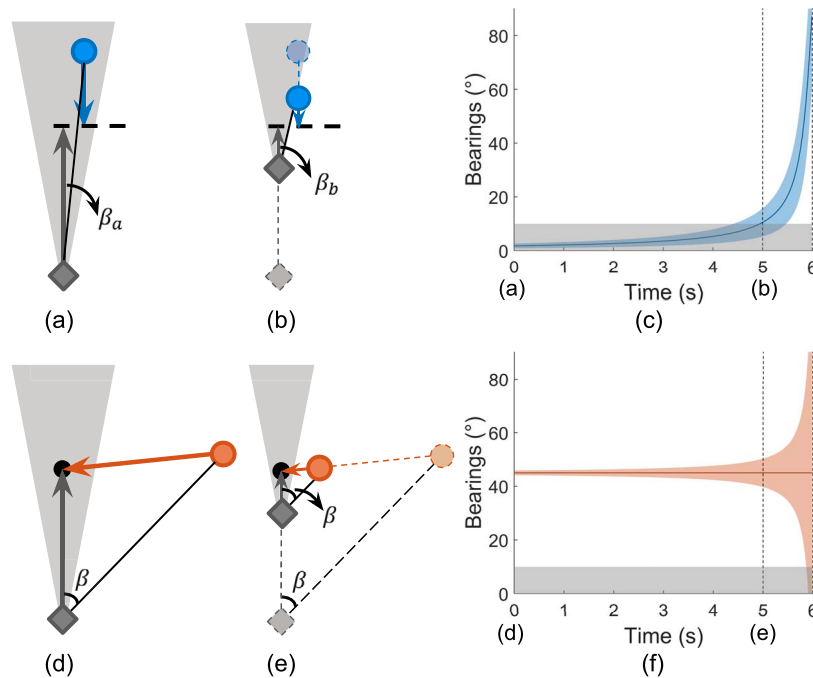 βₐ
(a)
β_b
(b)
Bearings (°)
80
60
40
20
0
0 1 2 3 4 5 6
(a) Time (s) (b)
(c)
β
(d)
β
β
(e)
Bearings (°)
80
60
40
20
0
0 1 2 3 4 5 6
(d) Time (s) (e)
(f)